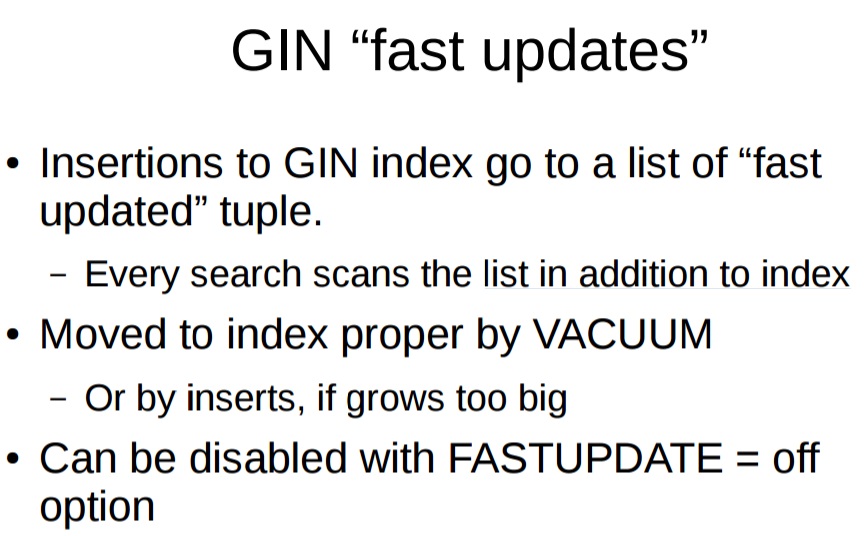 GIN “fast updates”
• Insertions to GIN index go to a list of “fast
updated” tuple.
– Every search scans the list in addition to index
• Moved to index proper by VACUUM
– Or by inserts, if grows too big
• Can be disabled with FASTUPDATE = off
option